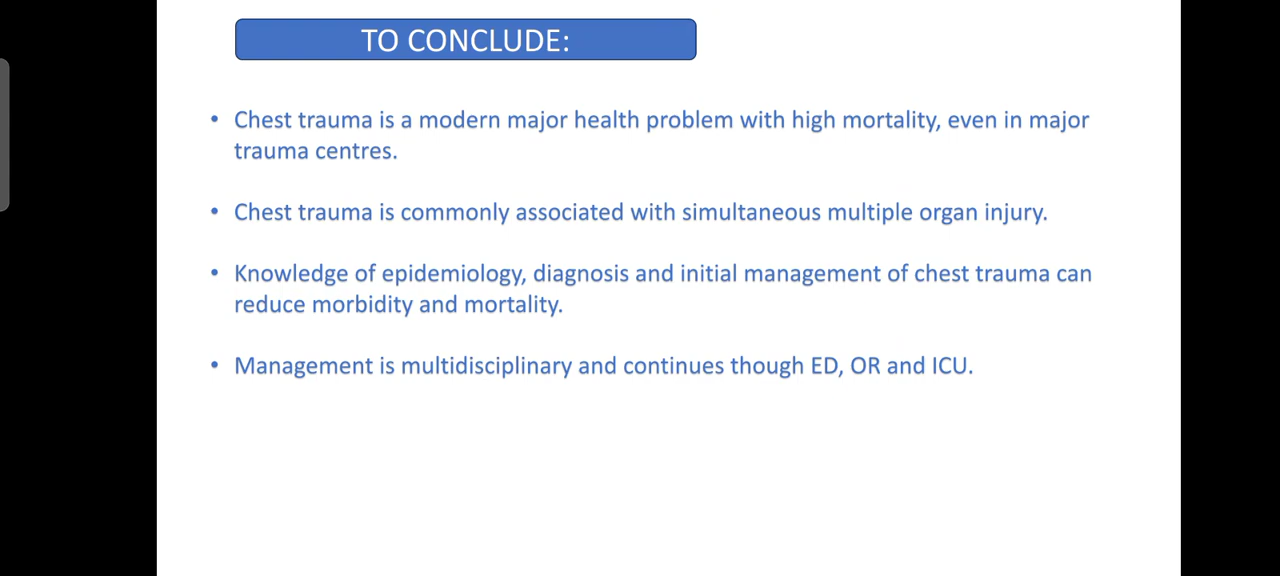 TO CONCLUDE:
• Chest trauma is a modern major health problem with high mortality, even in major
trauma centres.
• Chest trauma is commonly associated with simultaneous multiple organ injury.
• Knowledge of epidemiology, diagnosis and initial management of chest trauma can
reduce morbidity and mortality.
• Management is multidisciplinary and continues though ED, OR and ICU.